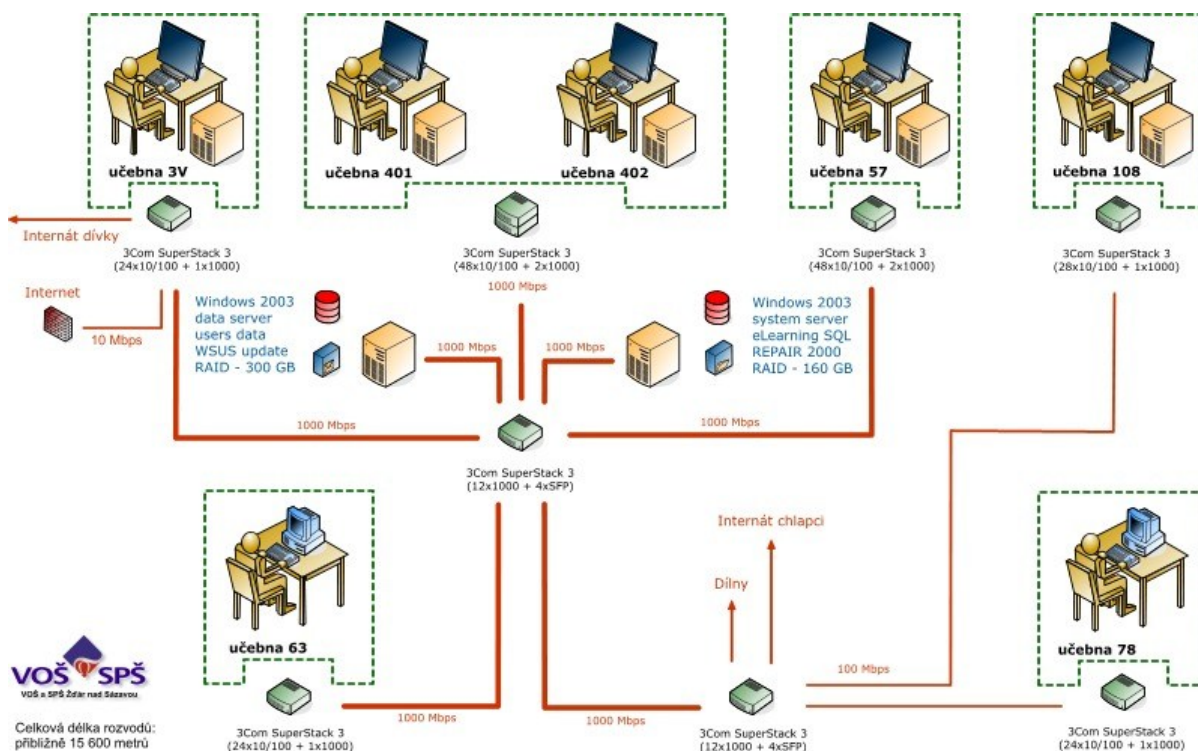 učebna 3V
učebna 401
učebna 402
učebna 57
učebna 108
Internát dívky
3Com SuperStack 3
(24x10/100 + 1x1000)
3Com SuperStack 3
(48x10/100 + 2x1000)
3Com SuperStack 3
(48x10/100 + 2x1000)
3Com SuperStack 3
(28x10/100 + 1x1000)
Internet
10 Mbps
Windows 2003
data server
users data
WSUS update
RAID - 300 GB
1000 Mbps
1000 Mbps
1000 Mbps
Windows 2003
system server
eLearning SQL
REPAIR 2000
RAID - 160 GB
1000 Mbps
1000 Mbps
3Com SuperStack 3
(12x1000 + 4xSFP)
Internát chlapci
Dílny
učebna 63
učebna 78
100 Mbps
VOŠ SPŠ
VOŠ a SPŠ Žďár nad Sázavou
Celková délka rozvodů:
přibližně 15 600 metrů
1000 Mbps
1000 Mbps
3Com SuperStack 3
(24x10/100 + 1x1000)
3Com SuperStack 3
(12x1000 + 4xSFP)
3Com SuperStack 3
(24x10/100 + 1x1000)